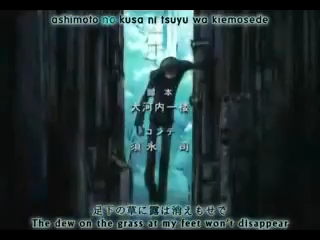 ashimoto no kusa ni tsuyu wa kiemosede
脚本
大河内一楼
コンテ
須永 司
足下の草に露は消えもせで
The dew on the grass at my feet won't disappear